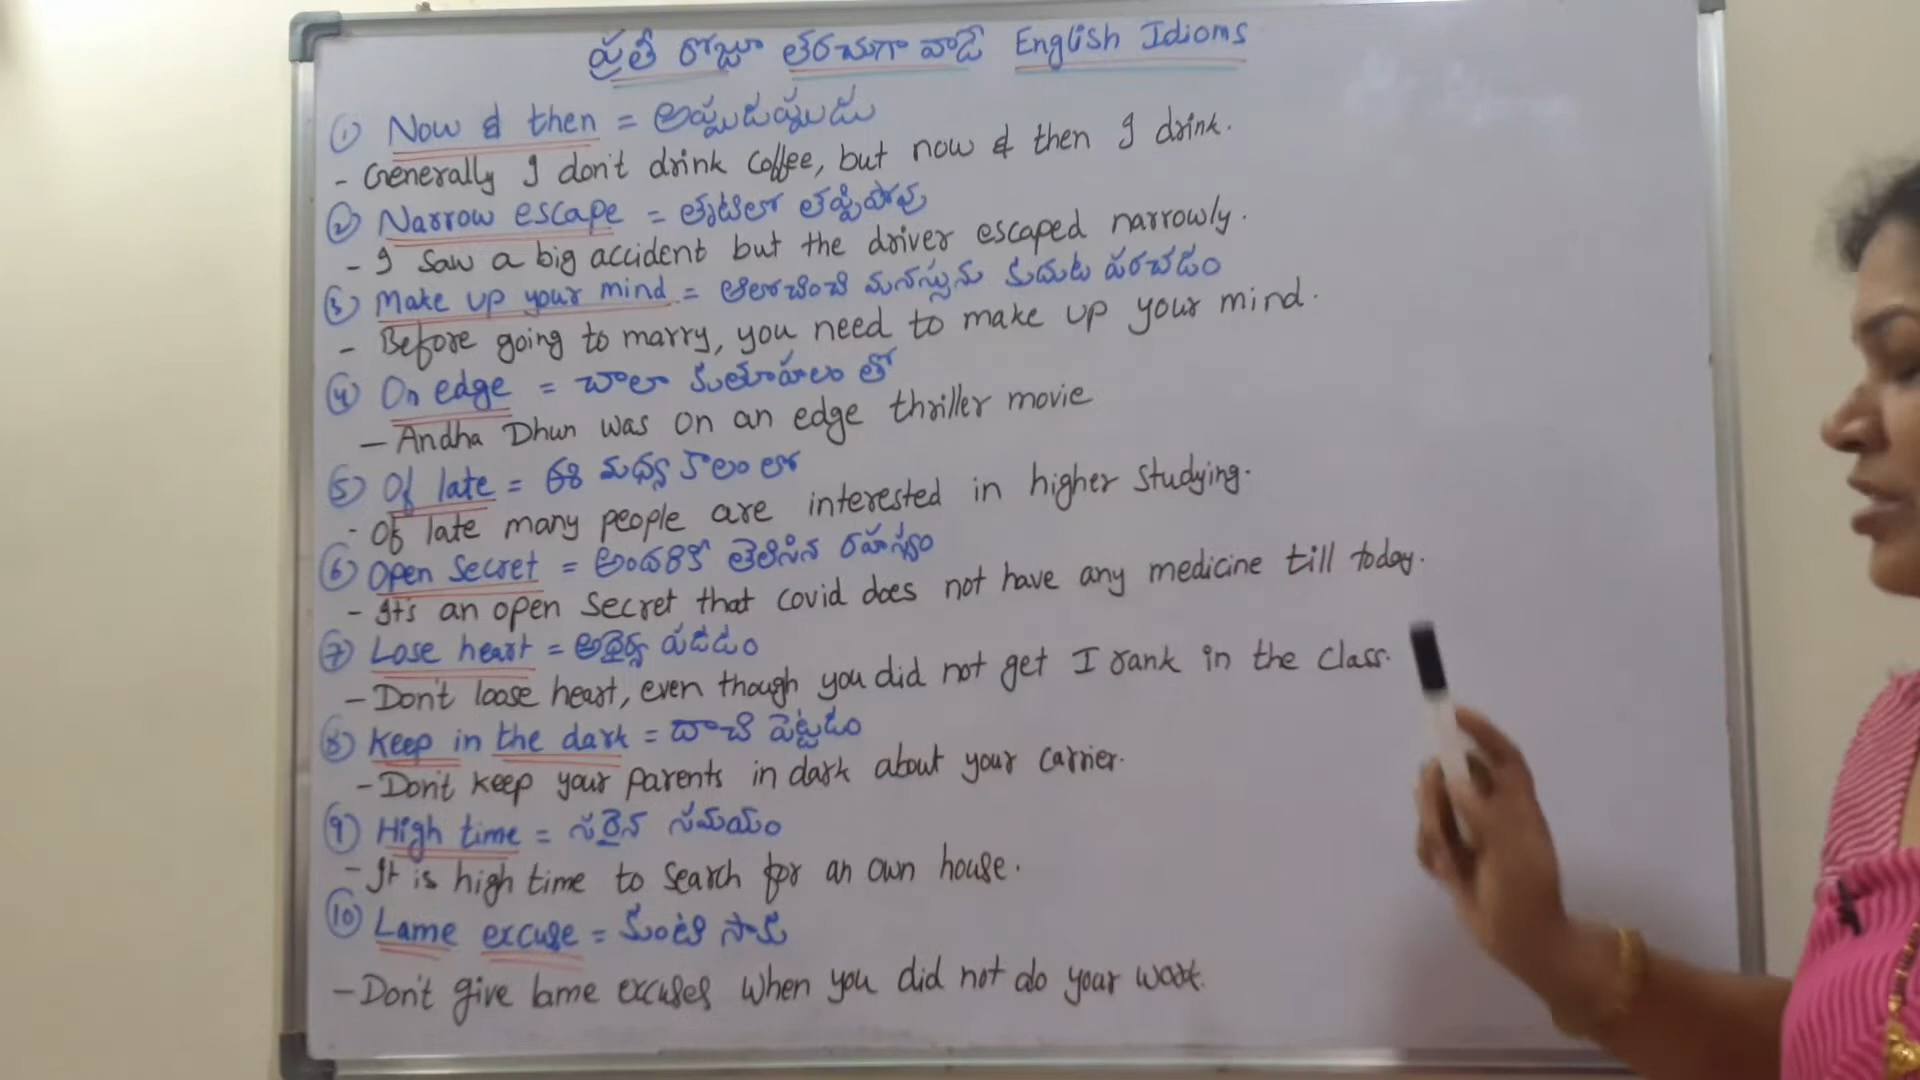 ప్రతీ రోజూ తరచుగా వాడే English Idioms
① Now & then = అప్పుడప్పుడు
- Generally I don't drink coffee, but now & then I drink.
② Narrow escape = తృటిలో తప్పిపోవు
- I saw a big accident but the driver escaped narrowly.
③ Make up your mind = ఆలోచించి మనస్సును కుదుట పరచడం
- Before going to marry, you need to make up your mind.
④ On edge = చాలా కుతూహలం తో
- Andha Dhun was on an edge thriller movie
⑤ Of late = ఈ మధ్య కాలం లో
- Of late many people are interested in higher studying.
⑥ Open secret = అందరికీ తెలిసిన రహస్యం
- It's an open secret that covid does not have any medicine till today.
⑦ Lose heart = అధైర్య పడడం
- Don't loose heart, even though you did not get I rank in the class.
⑧ Keep in the dark = దాచి పెట్టడం
- Don't keep your parents in dark about your carrier.
⑨ High time = సరైన సమయం
- It is high time to search for an own house.
⑩ Lame excuse = కుంటి సాకు
- Don't give lame excuses when you did not do your work.